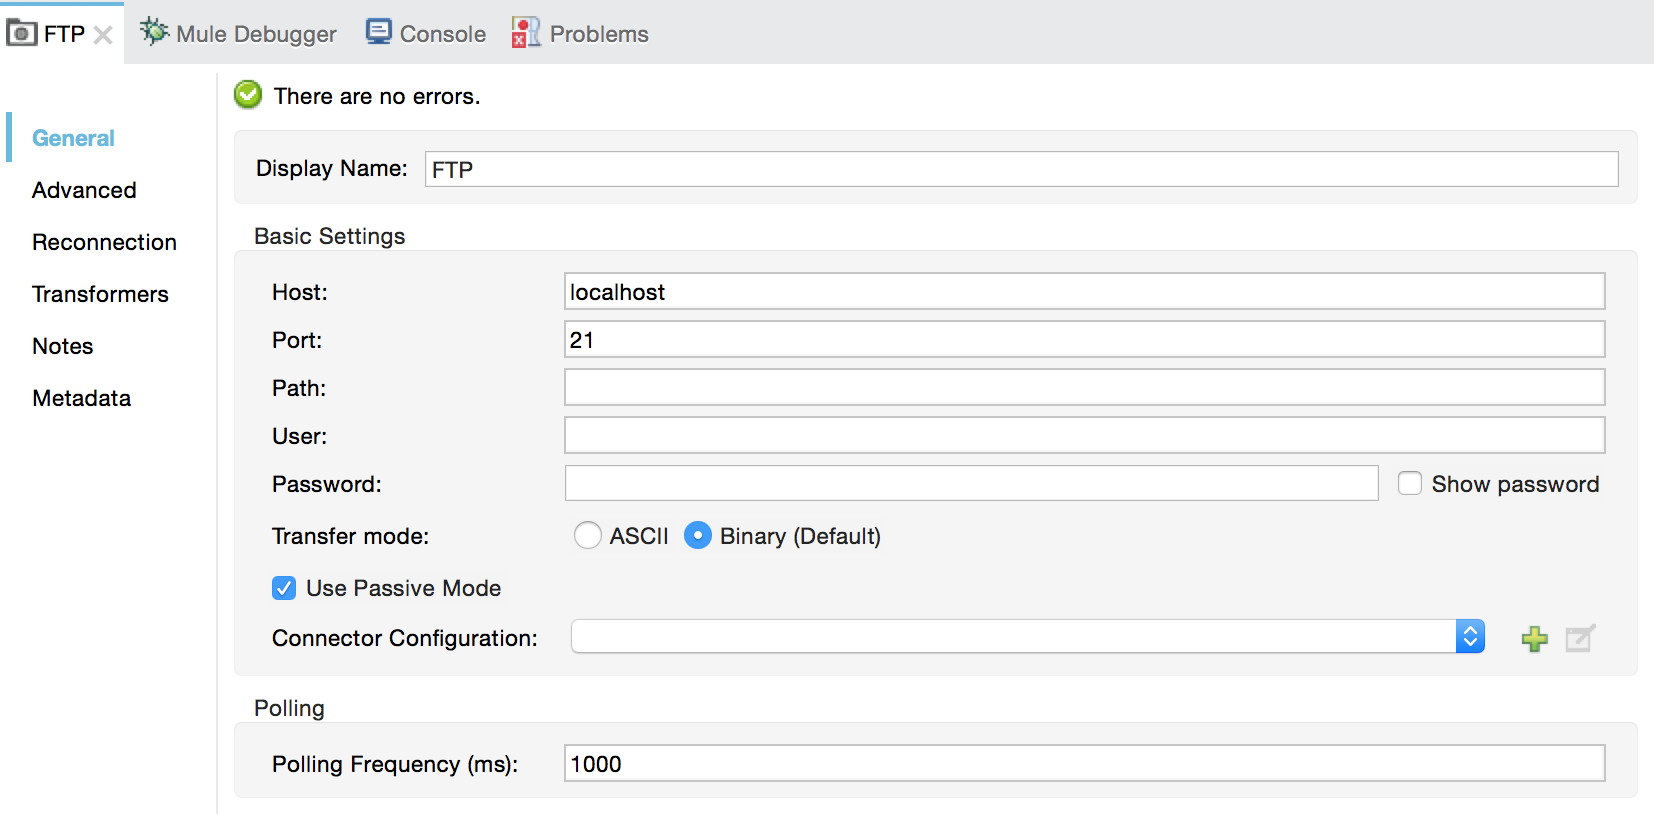 FTP Mule Debugger Console Problems
There are no errors.
General
Advanced
Reconnection
Transformers
Notes
Metadata
Display Name: FTP
Basic Settings
Host: localhost
Port: 21
Path:
User:
Password: Show password
Transfer mode: ASCII Binary (Default)
Use Passive Mode
Connector Configuration:
Polling
Polling Frequency (ms): 1000